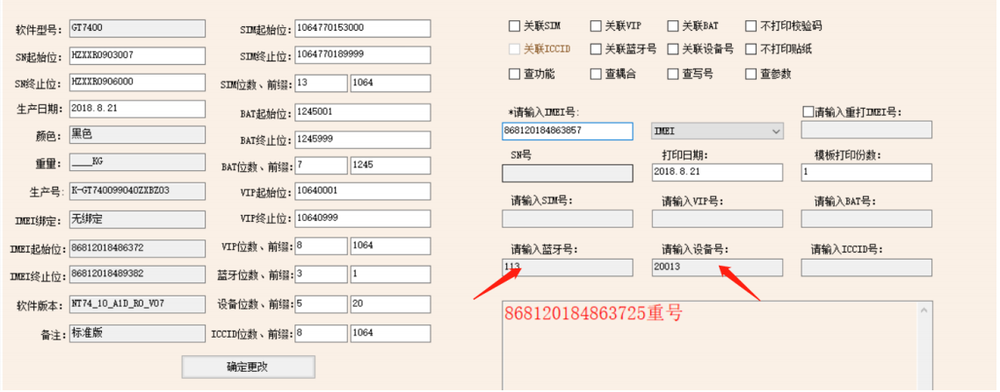 软件型号: GT7400
SN起始位: HZXXR0903007
SN终止位: HZXXR0906000
生产日期: 2018.8.21
颜色: 黑色
重量: ____KG
生产号: K-GT740099040ZXBZ03
IMEI绑定: 无绑定
IMEI起始位: 86812018486372
IMEI终止位: 86812018489382
软件版本: NT74_10_A1D_R0_V07
备注: 标准版
SIM起始位: 1064770153000
SIM终止位: 1064770189999
SIM位数、前缀: 13 1064
BAT起始位: 1245001
BAT终止位: 1245999
BAT位数、前缀: 7 1245
VIP起始位: 10640001
VIP终止位: 10640999
VIP位数、前缀: 8 1064
蓝牙位数、前缀: 3 1
设备位数、前缀: 5 20
ICCID位数、前缀: 8 1064
确定更改
关联SIM 关联VIP 关联BAT 不打印校验码
关联ICCID 关联蓝牙号 关联设备号 不打印贴纸
查功能 查耦合 查写号 查参数
*请输入IMEI号: 请输入重打IMEI号:
868120184863857 IMEI
SN号 打印日期: 模板打印份数:
2018.8.21 1
请输入SIM号: 请输入VIP号: 请输入BAT号:
请输入蓝牙号: 请输入设备号: 请输入ICCID号:
113 20013
868120184863725重号